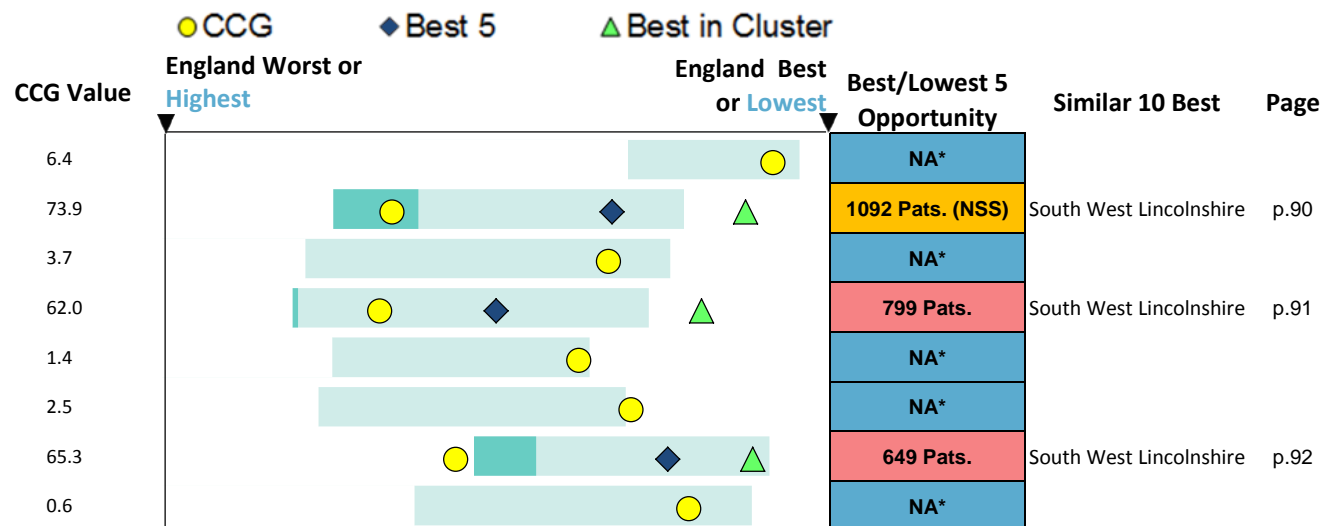 CCG Best 5 Best in Cluster
CCG Value England Worst or Highest England Best or Lowest Best/Lowest 5 Opportunity Similar 10 Best Page
6.4 NA*
73.9 1092 Pats. (NSS) South West Lincolnshire p.90
3.7 NA*
62.0 799 Pats. South West Lincolnshire p.91
1.4 NA*
2.5 NA*
65.3 649 Pats. South West Lincolnshire p.92
0.6 NA*